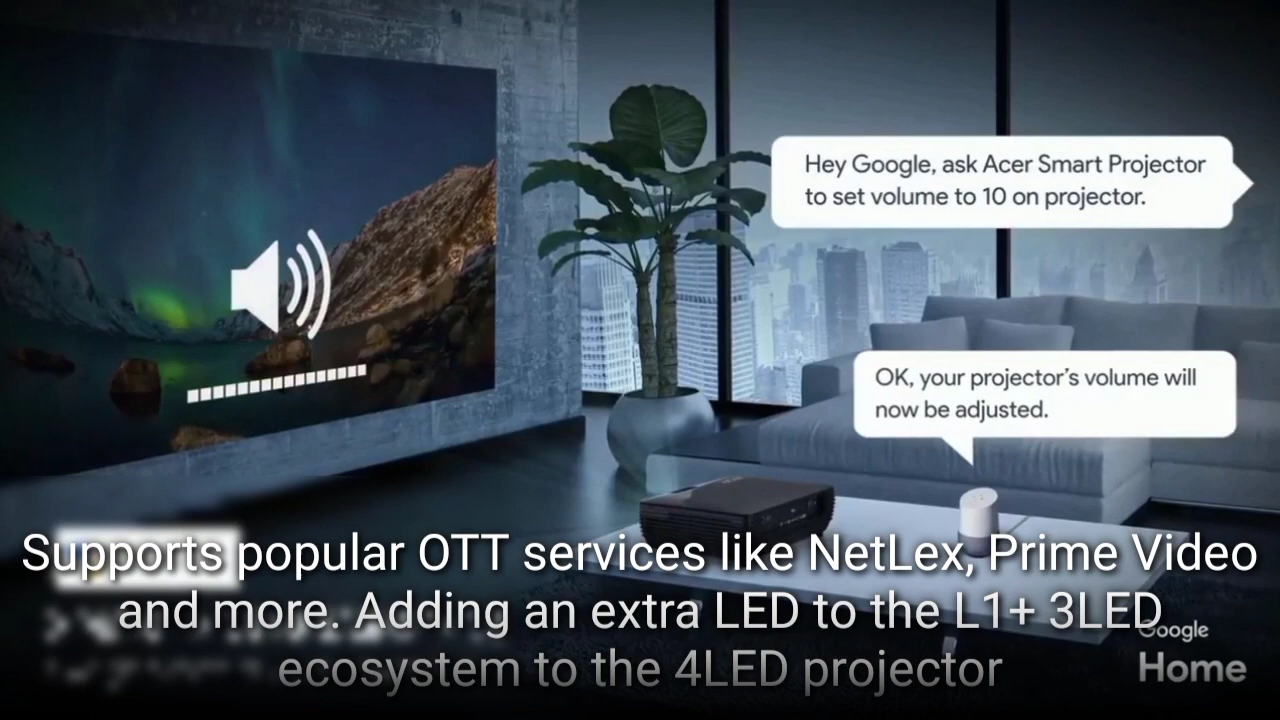 Hey Google, ask Acer Smart Projector
to set volume to 10 on projector.
OK, your projector's volume will
now be adjusted.
Supports popular OTT services like NetLex, Prime Video
and more. Adding an extra LED to the L1+ 3LED
ecosystem to the 4LED projector
Google
Home